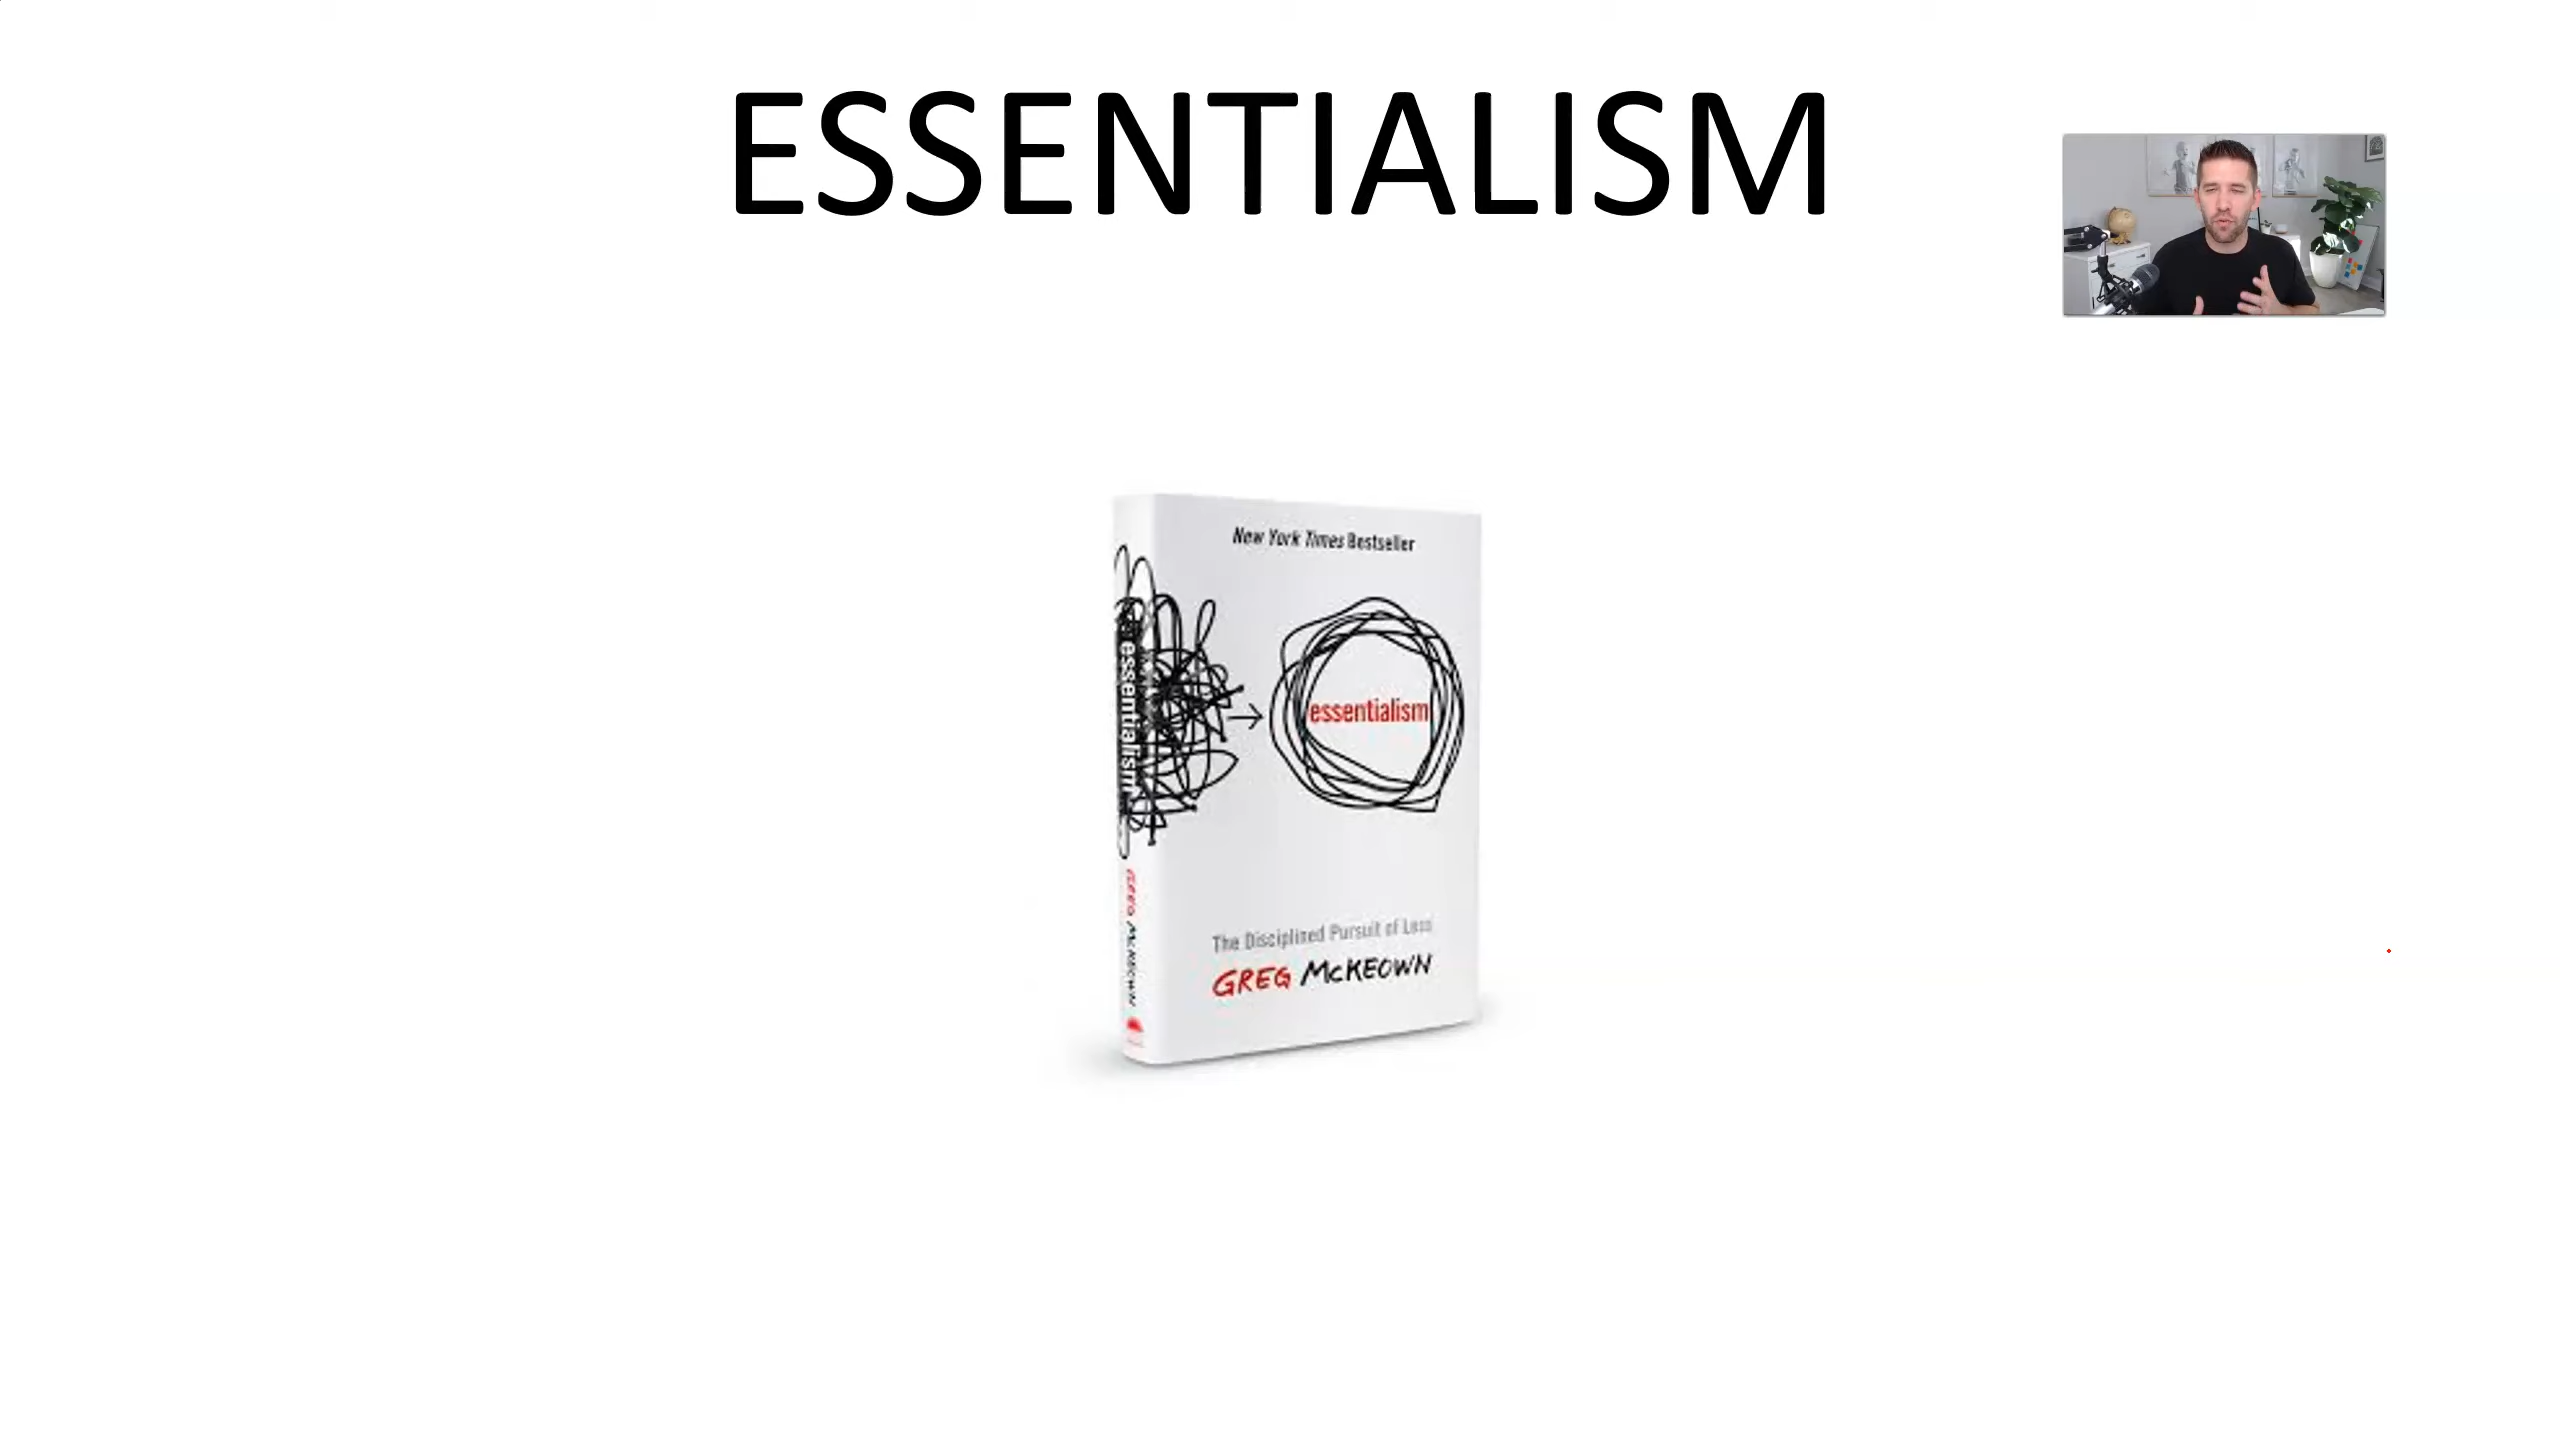 ESSENTIALISM
New York Times Bestseller
essentialism
essentialism
The Disciplined Pursuit of Less
GREG McKEOWN
GREG McKEOWN